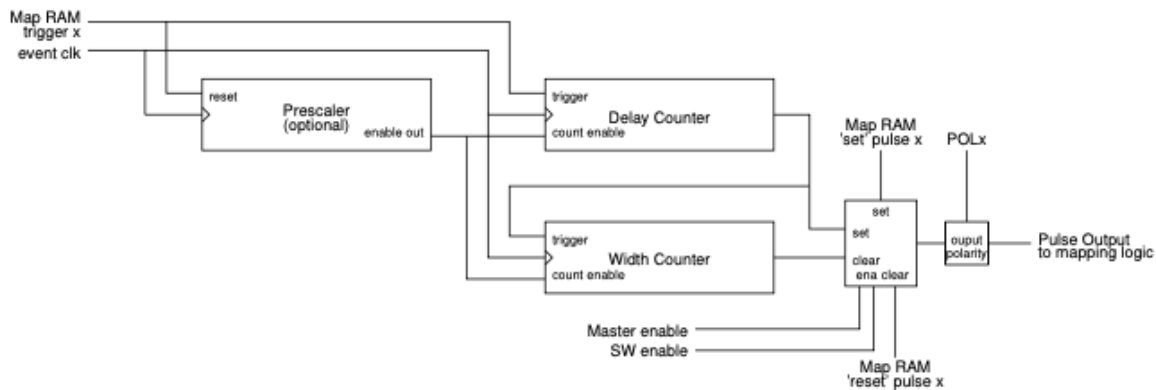 Map RAM
trigger x
event clk
reset
Prescaler
(optional)
enable out
trigger
Delay Counter
count enable
Map RAM
'set' pulse x
POLx
set
set
clear
ena clear
ouput
polarity
Pulse Output
to mapping logic
trigger
Width Counter
count enable
Master enable
SW enable
Map RAM
'reset' pulse x